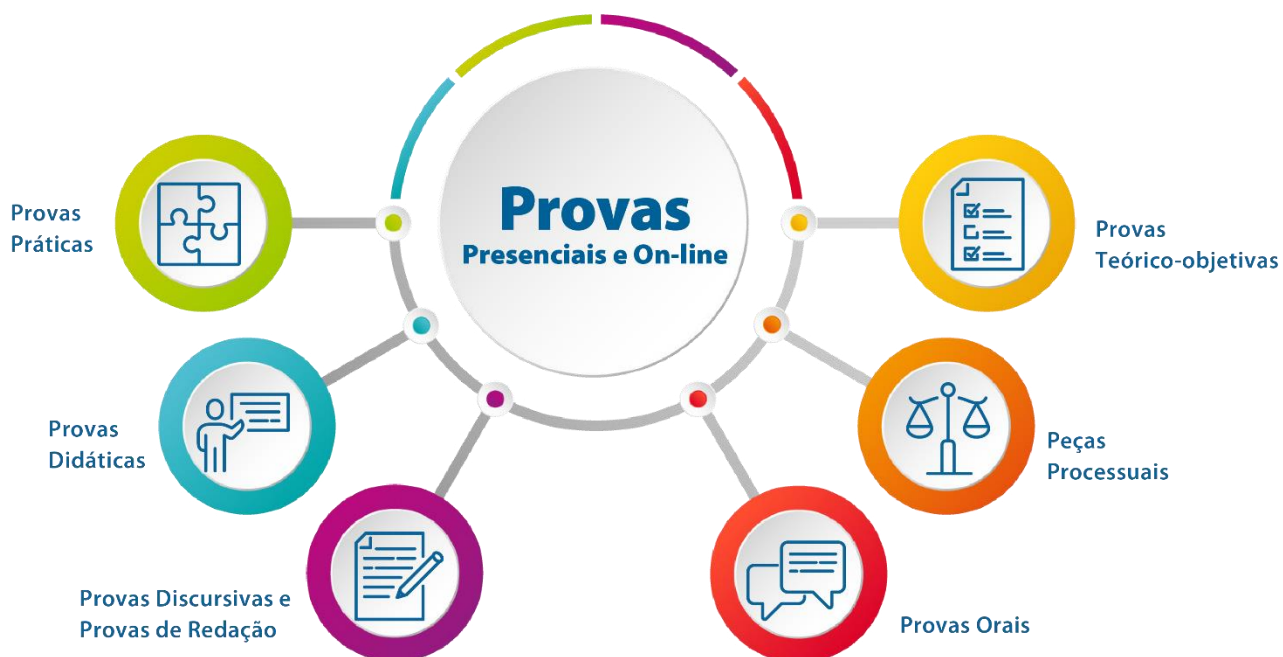 Provas
Presenciais e On-line
Provas
Práticas
Provas
Didáticas
Provas Discursivas e
Provas de Redação
Provas Orais
Peças
Processuais
Provas
Teórico-objetivas